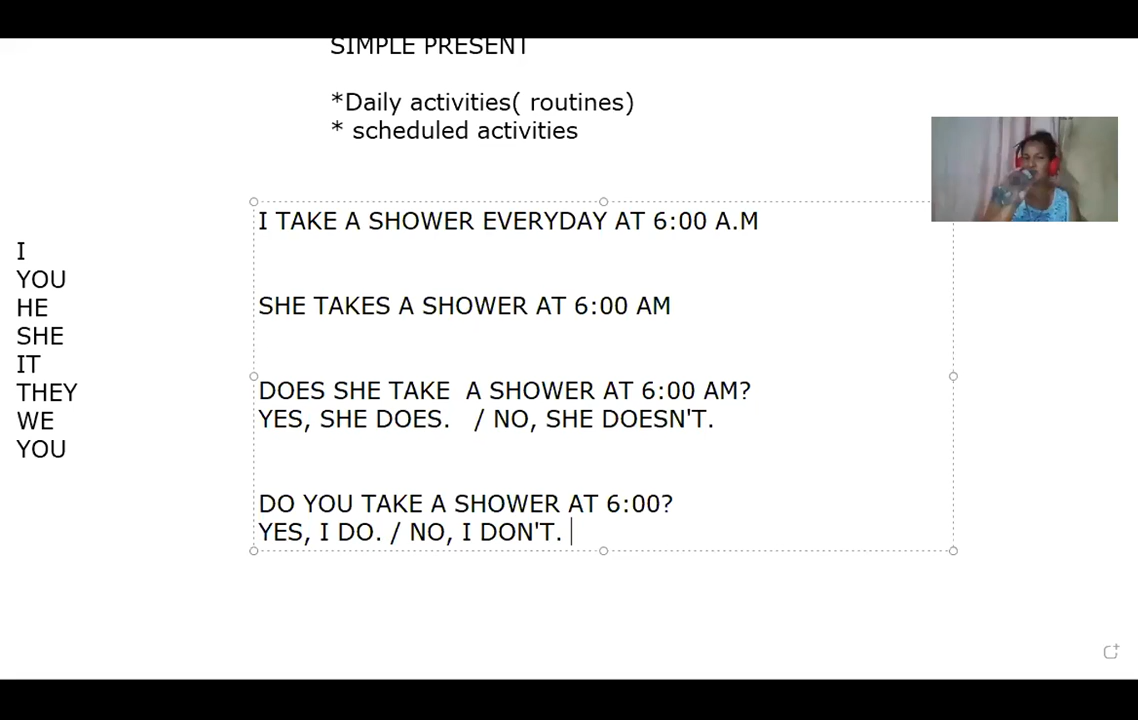 SIMPLE PRESENT
*Daily activities( routines)
* scheduled activities
I TAKE A SHOWER EVERYDAY AT 6:00 A.M
SHE TAKES A SHOWER AT 6:00 AM
DOES SHE TAKE  A SHOWER AT 6:00 AM?
YES, SHE DOES.   / NO, SHE DOESN'T.
DO YOU TAKE A SHOWER AT 6:00?
YES, I DO. / NO, I DON'T.
I
YOU
HE
SHE
IT
THEY
WE
YOU